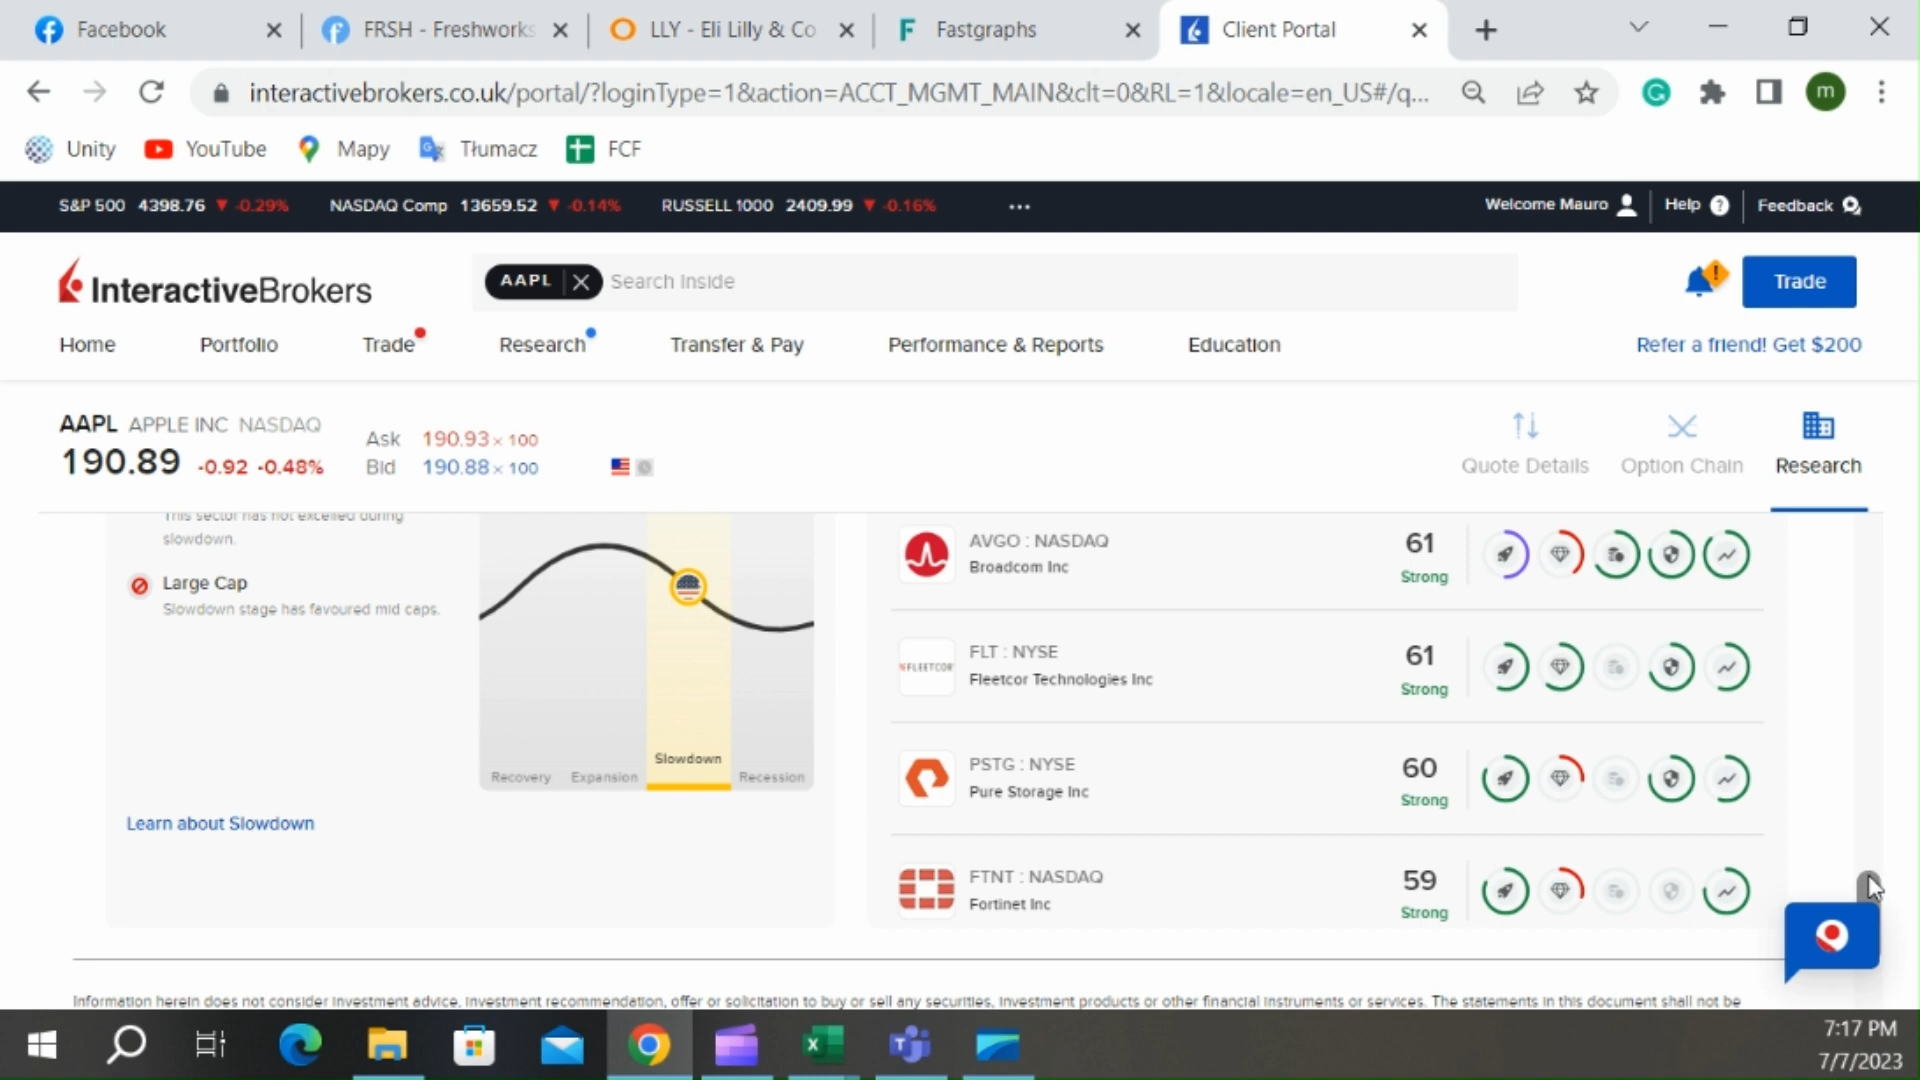 Facebook
FRSH - Freshworks
LLY - Eli Lilly & Co
Fastgraphs
Client Portal
interactivebrokers.co.uk/portal/?loginType=1&action=ACCT_MGMT_MAIN&clt=0&RL=1&locale=en_US#/q...
m
Unity
YouTube
Mapy
Tłumacz
FCF
S&P 500 4398.76 ▼ -0.29%
NASDAQ Comp 13659.52 ▼ -0.14%
RUSSELL 1000 2409.99 ▼ -0.16%
•••
Welcome Mauro
Help ?
Feedback
InteractiveBrokers
AAPL
Search Inside
Trade
Home
Portfolio
Trade
Research
Transfer & Pay
Performance & Reports
Education
Refer a friend! Get $200
AAPL APPLE INC NASDAQ
190.89 -0.92 -0.48%
Ask 190.93 × 100
Bid 190.88 × 100
Quote Details
Option Chain
Research
This sector has not excelled during
slowdown.
Large Cap
Slowdown stage has favoured mid caps.
Recovery
Expansion
Slowdown
Recession
Learn about Slowdown
AVGO : NASDAQ
Broadcom Inc
61
Strong
FLEETCOR
FLT : NYSE
Fleetcor Technologies Inc
61
Strong
PSTG : NYSE
Pure Storage Inc
60
Strong
FTNT : NASDAQ
Fortinet Inc
59
Strong
Information herein does not consider investment advice, investment recommendation, offer or solicitation to buy or sell any securities, investment products or other financial instruments or services. The statements in this document shall not be
7:17 PM
7/7/2023